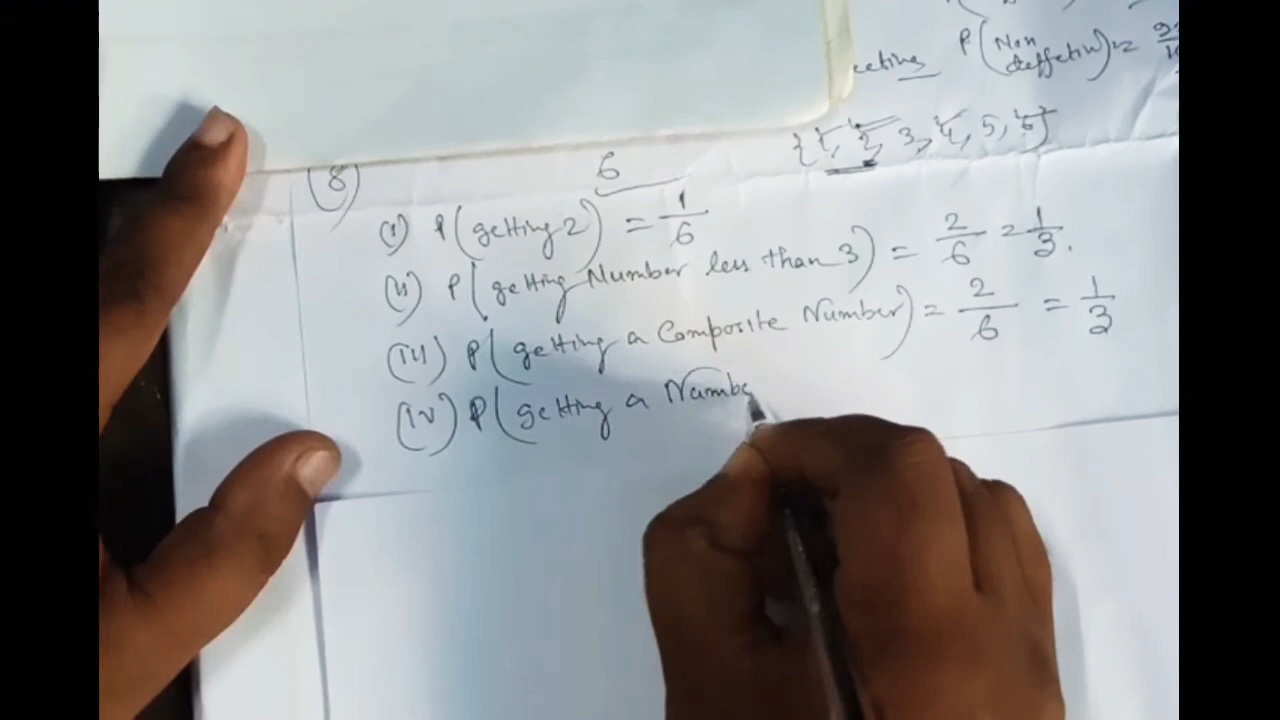 P(Non deffetive) =
{1, 2, 3, 4, 5, 6}
(8)
6
(i) P(getting 2) = 1/6
(ii) P(getting Number less than 3) = 2/6 = 1/3.
(iii) P(getting a Composite Number) = 2/6 = 1/3
(iv) P(getting a Numbe